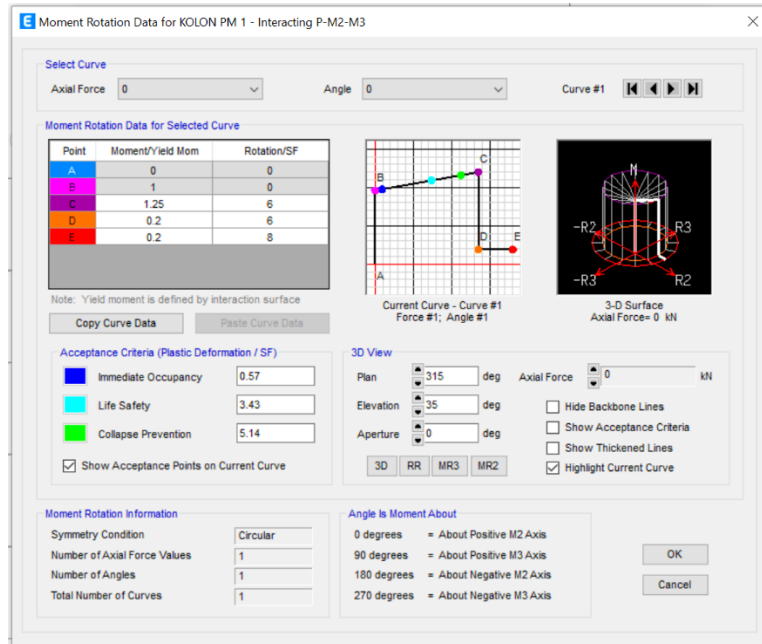 E Moment Rotation Data for KOLON PM 1 - Interacting P-M2-M3
Select Curve
Axial Force 0 Angle 0 Curve #1
Moment Rotation Data for Selected Curve
Point Moment/Yield Mom Rotation/SF
A 0 0
B 1 0
C 1.25 6
D 0.2 6
E 0.2 8
Note: Yield moment is defined by interaction surface
Copy Curve Data Paste Curve Data
B C D E A
Current Curve - Curve #1
Force #1; Angle #1
M
-R2 R3
-R3 R2
3-D Surface
Axial Force= 0 kN
Acceptance Criteria (Plastic Deformation / SF)
Immediate Occupancy 0.57
Life Safety 3.43
Collapse Prevention 5.14
Show Acceptance Points on Current Curve
3D View
Plan 315 deg Axial Force 0 kN
Elevation 35 deg
Aperture 0 deg
3D RR MR3 MR2
Hide Backbone Lines
Show Acceptance Criteria
Show Thickened Lines
Highlight Current Curve
Moment Rotation Information
Symmetry Condition Circular
Number of Axial Force Values 1
Number of Angles 1
Total Number of Curves 1
Angle Is Moment About
0 degrees = About Positive M2 Axis
90 degrees = About Positive M3 Axis
180 degrees = About Negative M2 Axis
270 degrees = About Negative M3 Axis
OK
Cancel